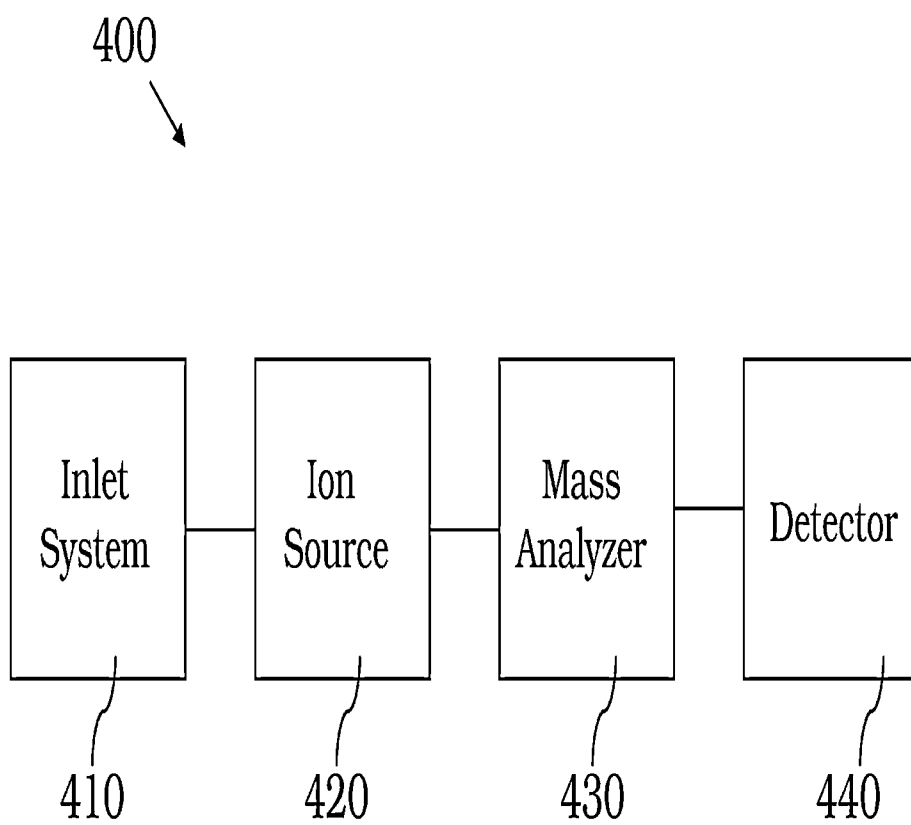 400
Inlet
System
Ion
Source
Mass
Analyzer
Detector
410
420
430
440